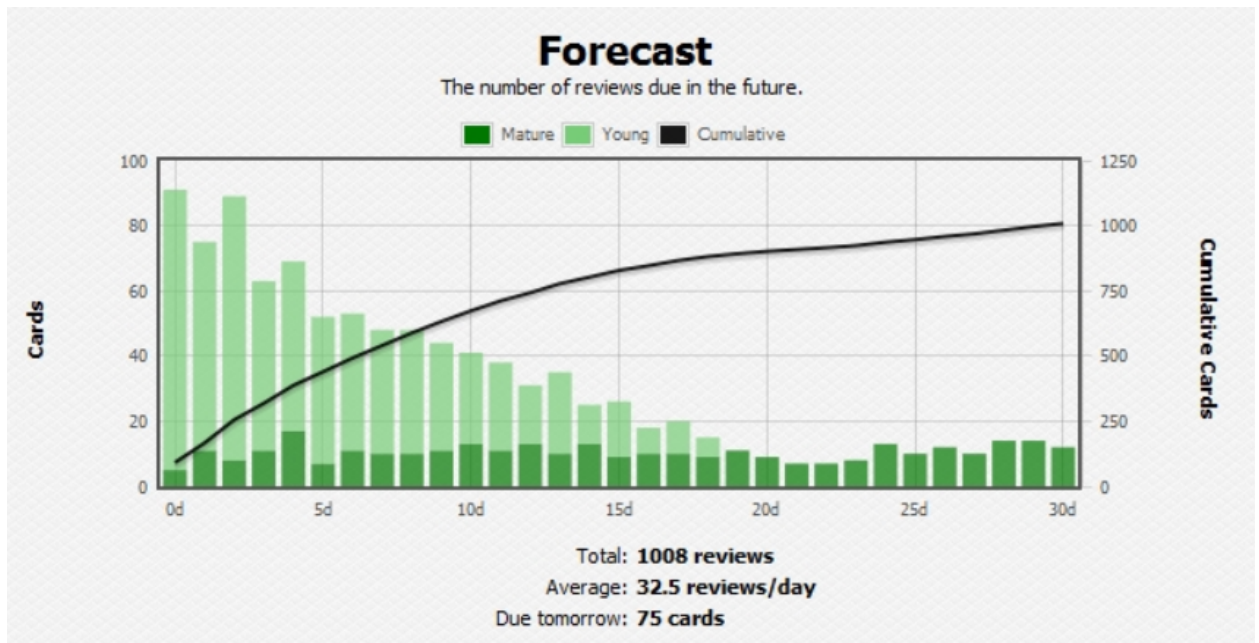 Forecast
The number of reviews due in the future.
Mature Young Cumulative
100 1250
80 1000
60 750
40 500
20 250
0 0
Cards
Cumulative Cards
0d 5d 10d 15d 20d 25d 30d
Total: 1008 reviews
Average: 32.5 reviews/day
Due tomorrow: 75 cards